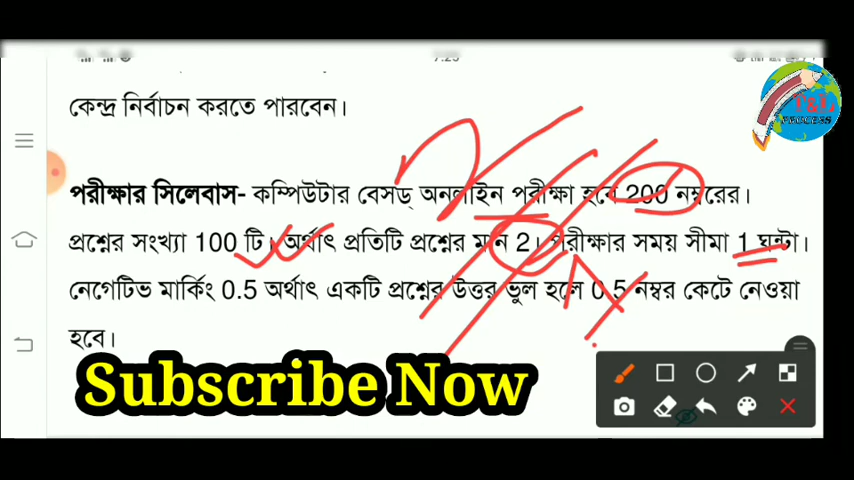 কেন্দ্র নির্বাচন করতে পারবেন।
T&L
PROCESS
পরীক্ষার সিলেবাস- কম্পিউটার বেসড্ অনলাইন পরীক্ষা হবে 200 নম্বরের।
প্রশ্নের সংখ্যা 100 টি। অর্থাৎ প্রতিটি প্রশ্নের মান 2। পরীক্ষার সময় সীমা 1 ঘন্টা।
নেগেটিভ মার্কিং 0.5 অর্থাৎ একটি প্রশ্নের উত্তর ভুল হলে 0.5 নম্বর কেটে নেওয়া
হবে।
Subscribe Now